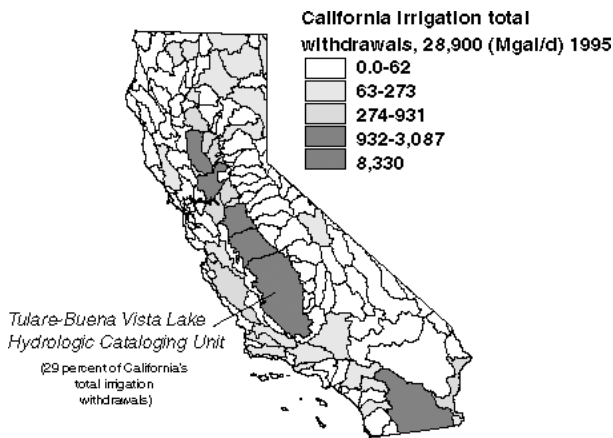 California Irrigation total
withdrawals, 28,900 (Mgal/d) 1995
0.0-62
63-273
274-931
932-3,087
8,330
Tulare-Buena Vista Lake
Hydrologic Cataloging Unit
(29 percent of California's
total irrigation
withdrawals)